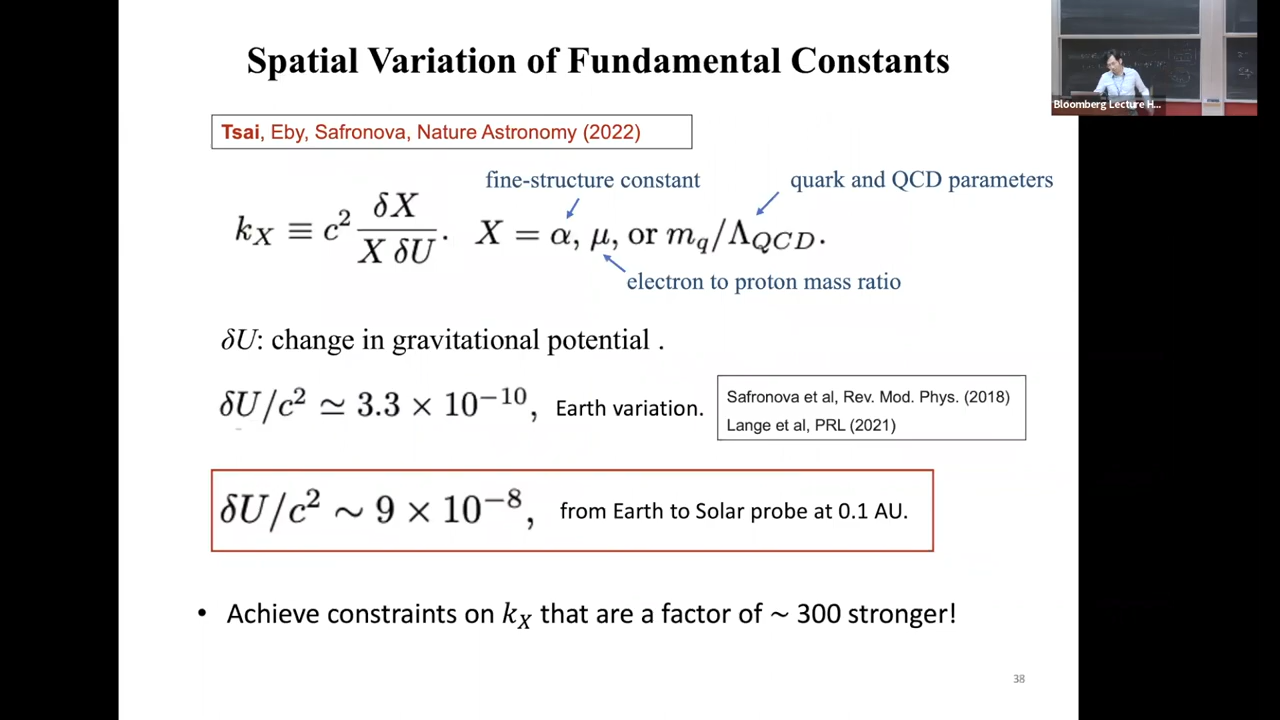 Spatial Variation of Fundamental Constants
Bloomberg Lecture H...
Tsai, Eby, Safronova, Nature Astronomy (2022)
fine-structure constant
quark and QCD parameters
k_X ≡ c² δX / (X δU). X = α, μ, or m_q/Λ_QCD.
electron to proton mass ratio
δU: change in gravitational potential .
δU/c² ≃ 3.3 × 10⁻¹⁰, Earth variation.
Safronova et al, Rev. Mod. Phys. (2018)
Lange et al, PRL (2021)
δU/c² ∼ 9 × 10⁻⁸, from Earth to Solar probe at 0.1 AU.
• Achieve constraints on k_X that are a factor of ~ 300 stronger!
38